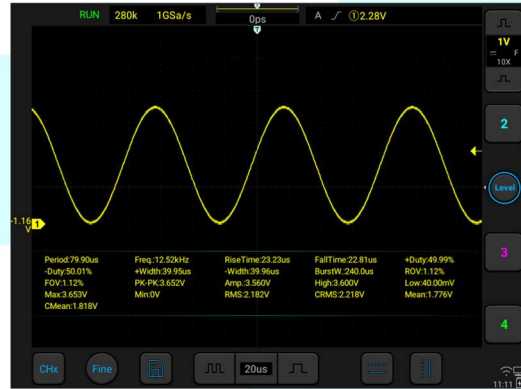 RUN 280k 1GSa/s 0ps A ①2.28V
1V
F
10X
2
Level
-1.16
V
1
3
Period:79.90us Freq.:12.52kHz RiseTime:23.23us FallTime:22.81us +Duty:49.99%
-Duty:50.01% +Width:39.95us -Width:39.96us BurstW.:240.0us ROV:1.12%
FOV:1.12% PK-PK:3.652V Amp.:3.560V High:3.600V Low:40.00mV
Max:3.653V Min:0V RMS:2.182V CRMS:2.218V Mean:1.776V
CMean:1.818V
4
CHx Fine 20us
11:11